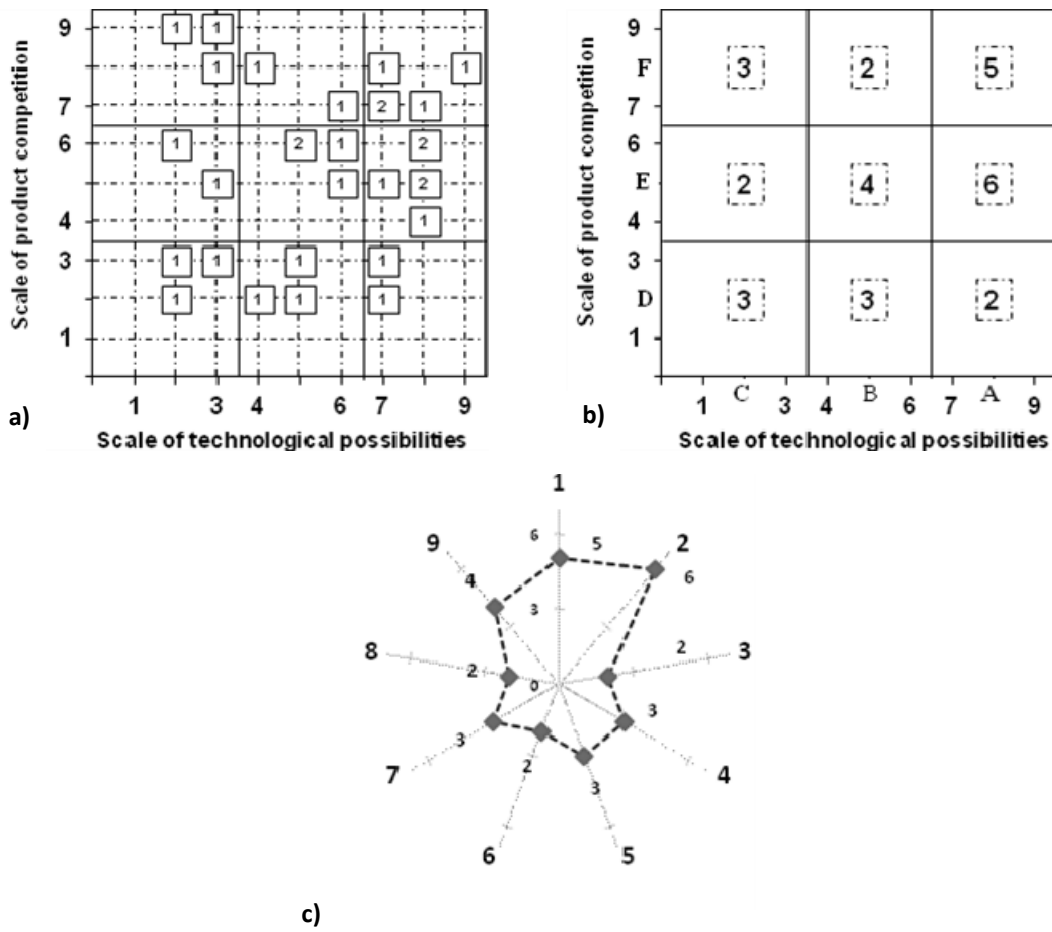 Scale of product competition
9 1 1
1 1 1 1
7 1 2 1
6 1 2 1 2
1 1 1 2
4 1
3 1 1 1 1
1 1 1 1
1
1 3 4 6 7 9
a)
Scale of technological possibilities
Scale of product competition
9
F 3 2 5
7
6
E 2 4 6
4
3
D 3 3 2
1
1 C 3 4 B 6 7 A 9
b)
Scale of technological possibilities
1
9 6 5 2
4 6
3
8 2 3
2 0
3 3
7 2 3 4
6 5
c)